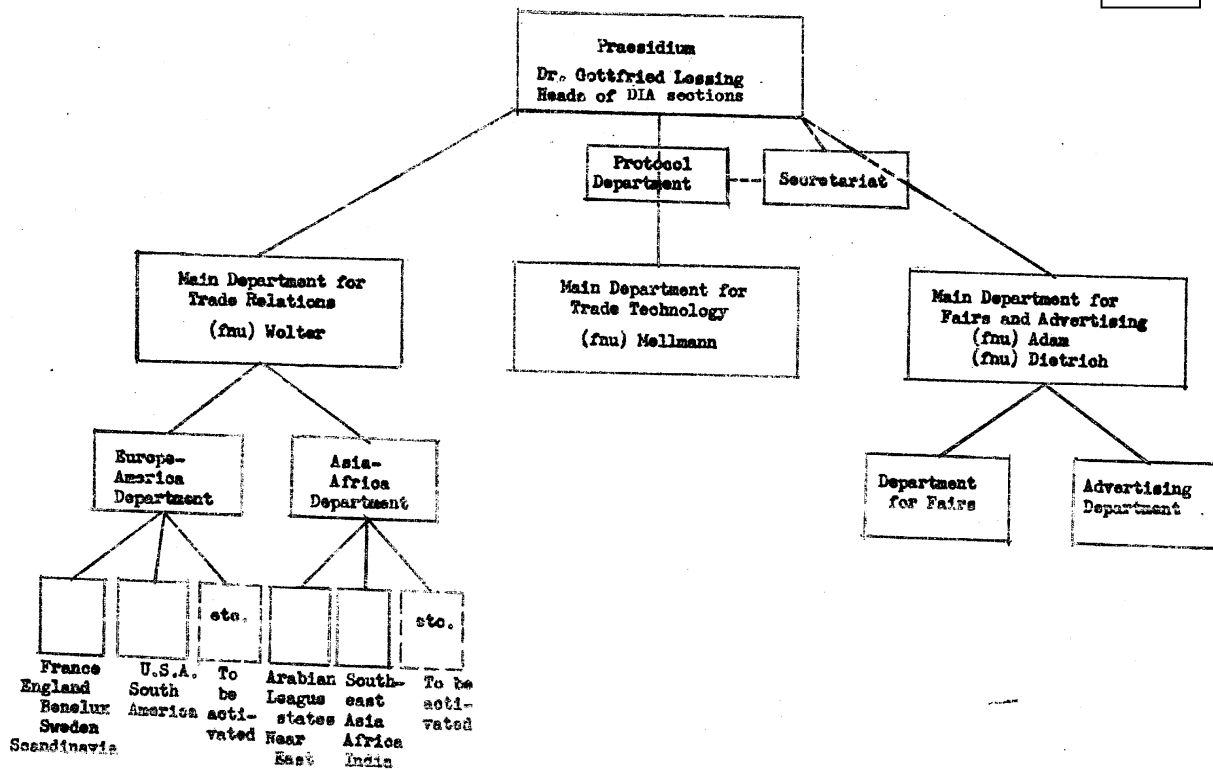 Praesidium
Dr. Gottfried Lessing
Heads of DIA sections
Protocol
Department
Secretariat
Main Department for
Trade Relations
(fnu) Wolter
Main Department for
Trade Technology
(fnu) Mellmann
Main Department for
Fairs and Advertising
(fnu) Adam
(fnu) Dietrich
Europe-
America
Department
Asia-
Africa
Department
Department
for Fairs
Advertising
Department
etc.
etc.
France
England
Benelux
Sweden
Scandinavia
U.S.A.
South
America
To
be
acti-
vated
Arabian
League
states
Near
East
South-
east
Asia
Africa
India
To be
acti-
vated